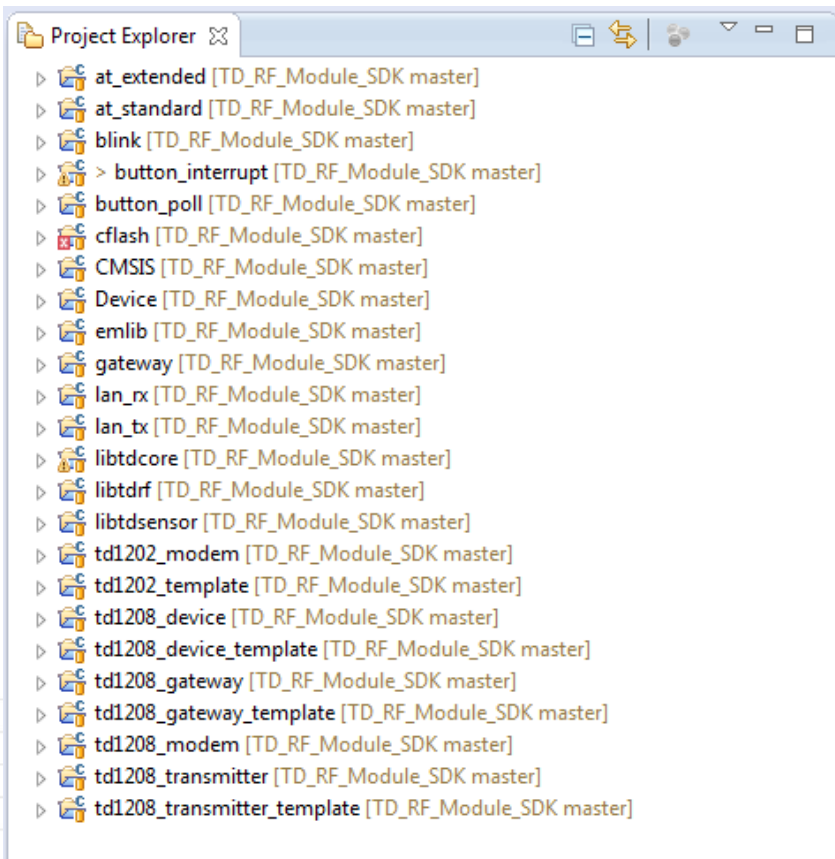 Project Explorer
at_extended [TD_RF_Module_SDK master]
at_standard [TD_RF_Module_SDK master]
blink [TD_RF_Module_SDK master]
> button_interrupt [TD_RF_Module_SDK master]
button_poll [TD_RF_Module_SDK master]
cflash [TD_RF_Module_SDK master]
CMSIS [TD_RF_Module_SDK master]
Device [TD_RF_Module_SDK master]
emlib [TD_RF_Module_SDK master]
gateway [TD_RF_Module_SDK master]
lan_rx [TD_RF_Module_SDK master]
lan_tx [TD_RF_Module_SDK master]
libtdcore [TD_RF_Module_SDK master]
libtdrf [TD_RF_Module_SDK master]
libtdsensor [TD_RF_Module_SDK master]
td1202_modem [TD_RF_Module_SDK master]
td1202_template [TD_RF_Module_SDK master]
td1208_device [TD_RF_Module_SDK master]
td1208_device_template [TD_RF_Module_SDK master]
td1208_gateway [TD_RF_Module_SDK master]
td1208_gateway_template [TD_RF_Module_SDK master]
td1208_modem [TD_RF_Module_SDK master]
td1208_transmitter [TD_RF_Module_SDK master]
td1208_transmitter_template [TD_RF_Module_SDK master]